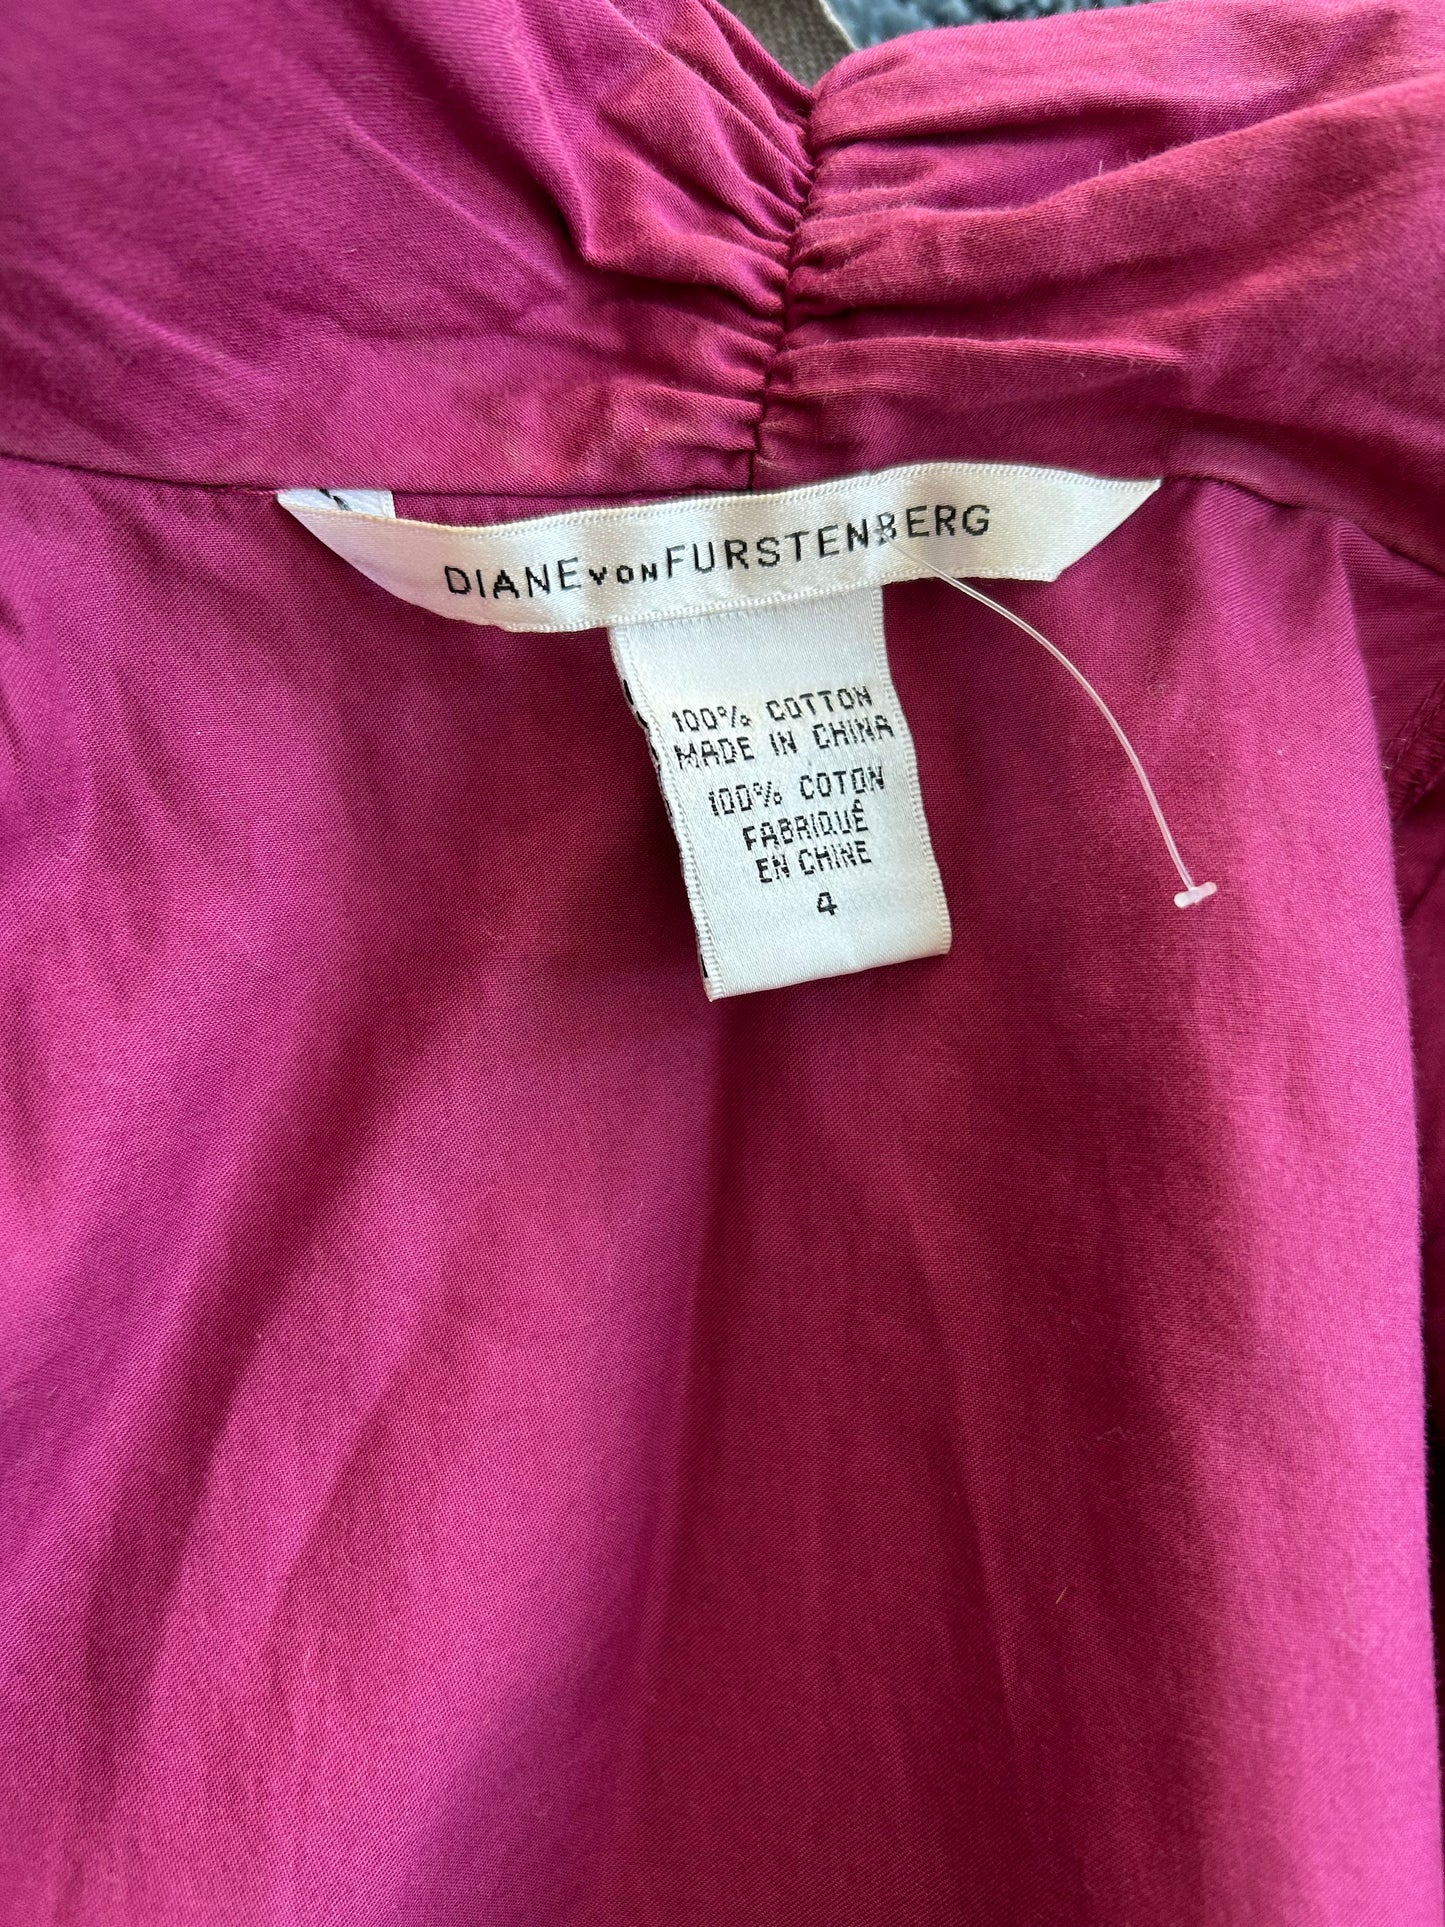 DIANE VON FURSTENBERG
100% COTTON
MADE IN CHINA
100% COTON
FABRIQUÉ
EN CHINE
4